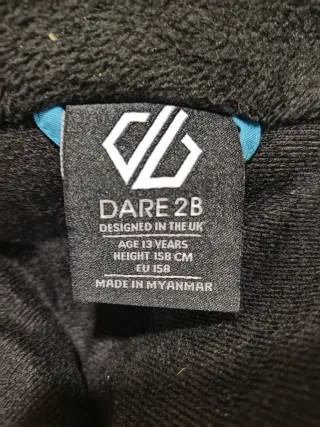 DARE 2B
DESIGNED IN THE UK
AGE 13 YEARS
HEIGHT 158 CM
EU 158
MADE IN MYANMAR